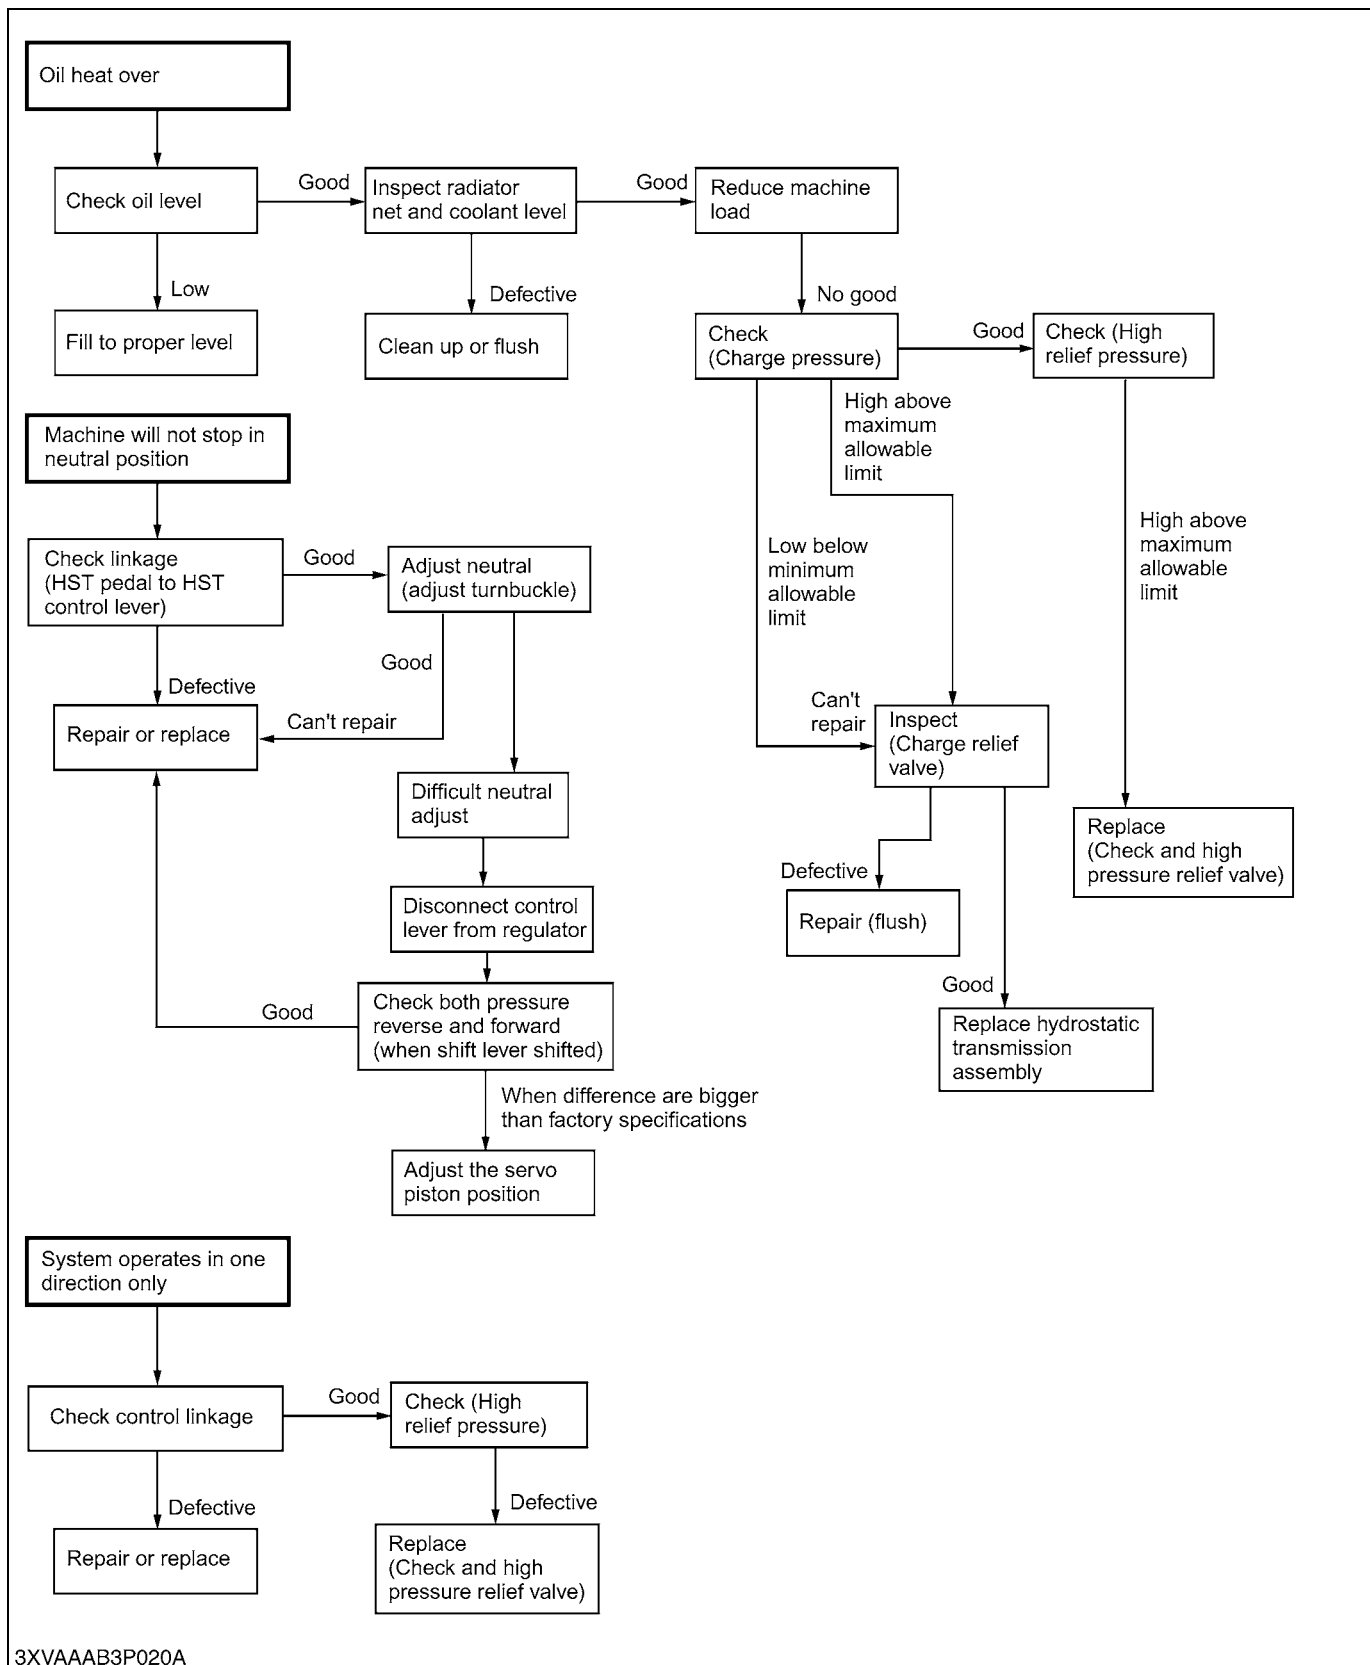 Oil heat over
Check oil level
Good
Inspect radiator
net and coolant level
Good
Reduce machine
load
Low
Fill to proper level
Defective
Clean up or flush
No good
Check
(Charge pressure)
Good
Check (High
relief pressure)
High above
maximum
allowable
limit
Low below
minimum
allowable
limit
High above
maximum
allowable
limit
Can't
repair
Inspect
(Charge relief
valve)
Defective
Repair (flush)
Good
Replace hydrostatic
transmission
assembly
Replace
(Check and high
pressure relief valve)
Machine will not stop in
neutral position
Check linkage
(HST pedal to HST
control lever)
Good
Adjust neutral
(adjust turnbuckle)
Defective
Good
Can't repair
Repair or replace
Difficult neutral
adjust
Disconnect control
lever from regulator
Check both pressure
reverse and forward
(when shift lever shifted)
Good
When difference are bigger
than factory specifications
Adjust the servo
piston position
System operates in one
direction only
Check control linkage
Good
Check (High
relief pressure)
Defective
Repair or replace
Defective
Replace
(Check and high
pressure relief valve)
3XVAAAB3P020A